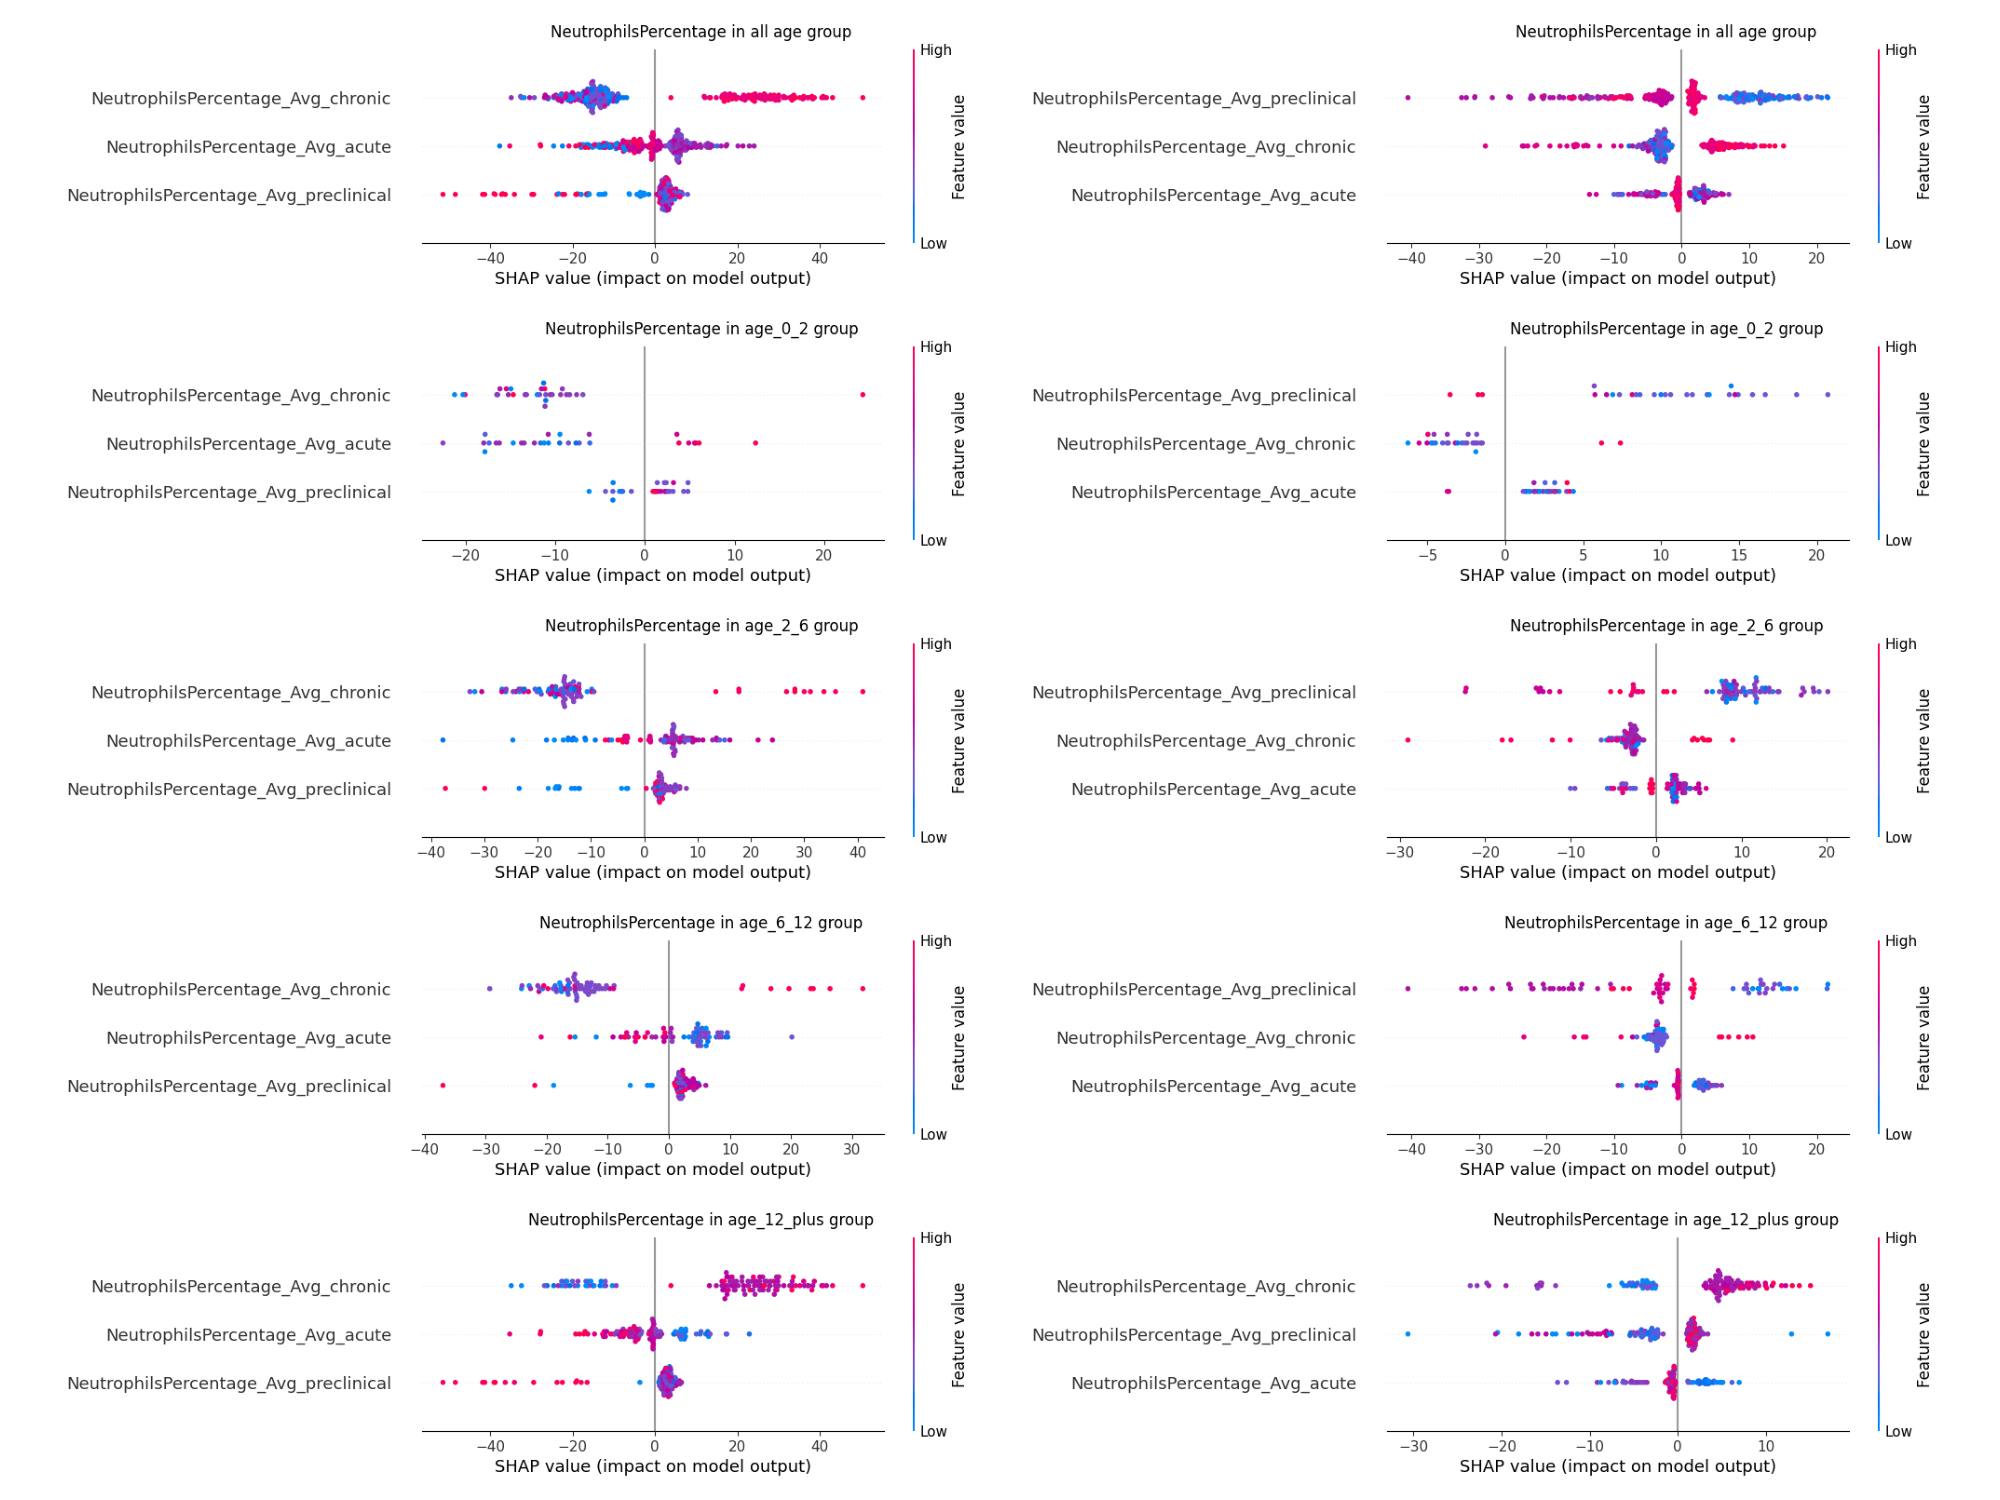 NeutrophilsPercentage in all age group
High
NeutrophilsPercentage_Avg_chronic
NeutrophilsPercentage_Avg_acute
NeutrophilsPercentage_Avg_preclinical
Feature value
Low
−40 −20 0 20 40
SHAP value (impact on model output)
NeutrophilsPercentage in all age group
High
NeutrophilsPercentage_Avg_preclinical
NeutrophilsPercentage_Avg_chronic
NeutrophilsPercentage_Avg_acute
Feature value
Low
−40 −30 −20 −10 0 10 20
SHAP value (impact on model output)
NeutrophilsPercentage in age_0_2 group
High
NeutrophilsPercentage_Avg_chronic
NeutrophilsPercentage_Avg_acute
NeutrophilsPercentage_Avg_preclinical
Feature value
Low
−20 −10 0 10 20
SHAP value (impact on model output)
NeutrophilsPercentage in age_0_2 group
High
NeutrophilsPercentage_Avg_preclinical
NeutrophilsPercentage_Avg_chronic
NeutrophilsPercentage_Avg_acute
Feature value
Low
−5 0 5 10 15 20
SHAP value (impact on model output)
NeutrophilsPercentage in age_2_6 group
High
NeutrophilsPercentage_Avg_chronic
NeutrophilsPercentage_Avg_acute
NeutrophilsPercentage_Avg_preclinical
Feature value
Low
−40 −30 −20 −10 0 10 20 30 40
SHAP value (impact on model output)
NeutrophilsPercentage in age_2_6 group
High
NeutrophilsPercentage_Avg_preclinical
NeutrophilsPercentage_Avg_chronic
NeutrophilsPercentage_Avg_acute
Feature value
Low
−30 −20 −10 0 10 20
SHAP value (impact on model output)
NeutrophilsPercentage in age_6_12 group
High
NeutrophilsPercentage_Avg_chronic
NeutrophilsPercentage_Avg_acute
NeutrophilsPercentage_Avg_preclinical
Feature value
Low
−40 −30 −20 −10 0 10 20 30
SHAP value (impact on model output)
NeutrophilsPercentage in age_6_12 group
High
NeutrophilsPercentage_Avg_preclinical
NeutrophilsPercentage_Avg_chronic
NeutrophilsPercentage_Avg_acute
Feature value
Low
−40 −30 −20 −10 0 10 20
SHAP value (impact on model output)
NeutrophilsPercentage in age_12_plus group
High
NeutrophilsPercentage_Avg_chronic
NeutrophilsPercentage_Avg_acute
NeutrophilsPercentage_Avg_preclinical
Feature value
Low
−40 −20 0 20 40
SHAP value (impact on model output)
NeutrophilsPercentage in age_12_plus group
High
NeutrophilsPercentage_Avg_chronic
NeutrophilsPercentage_Avg_preclinical
NeutrophilsPercentage_Avg_acute
Feature value
Low
−30 −20 −10 0 10
SHAP value (impact on model output)